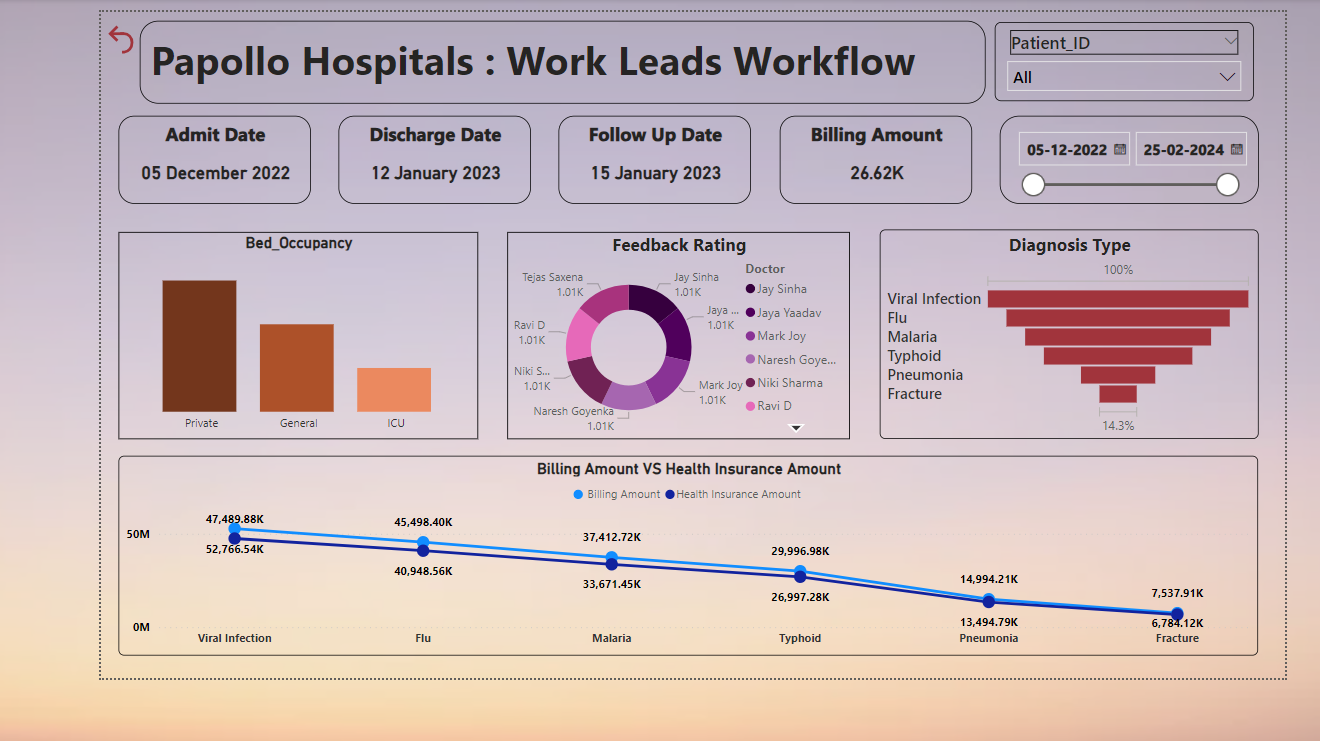 Papollo Hospitals : Work Leads Workflow
Patient_ID
All
Admit Date
05 December 2022
Discharge Date
12 January 2023
Follow Up Date
15 January 2023
Billing Amount
26.62K
05-12-2022
25-02-2024
Bed_Occupancy
Private
General
ICU
Feedback Rating
Tejas Saxena
1.01K
Jay Sinha
1.01K
Jaya ...
1.01K
Ravi D
1.01K
Niki S...
1.01K
Mark Joy
1.01K
Naresh Goyenka
1.01K
Doctor
Jay Sinha
Jaya Yaadav
Mark Joy
Naresh Goye...
Niki Sharma
Ravi D
Diagnosis Type
100%
Viral Infection
Flu
Malaria
Typhoid
Pneumonia
Fracture
14.3%
Billing Amount VS Health Insurance Amount
Billing Amount
Health Insurance Amount
50M
0M
47,489.88K
52,766.54K
45,498.40K
40,948.56K
37,412.72K
33,671.45K
29,996.98K
26,997.28K
14,994.21K
13,494.79K
7,537.91K
6,784.12K
Viral Infection
Flu
Malaria
Typhoid
Pneumonia
Fracture